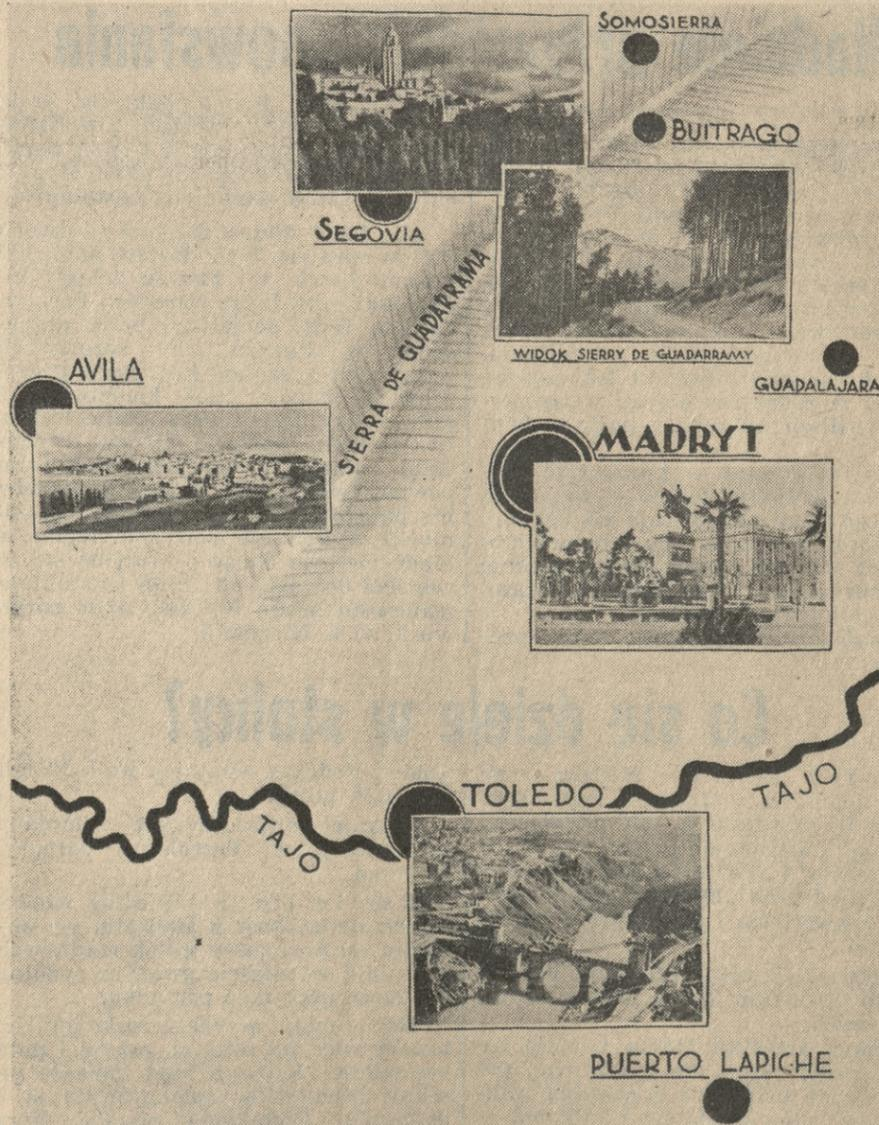 SOMOSIERRA
BUITRAGO
SEGOVIA
SIERRA DE GUADARRAMA
WIDOK SIERRY DE GUADARRAMY
GUADALAJARA
AVILA
MADRYT
TOLEDO
TAJO
TAJO
PUERTO LAPICHE